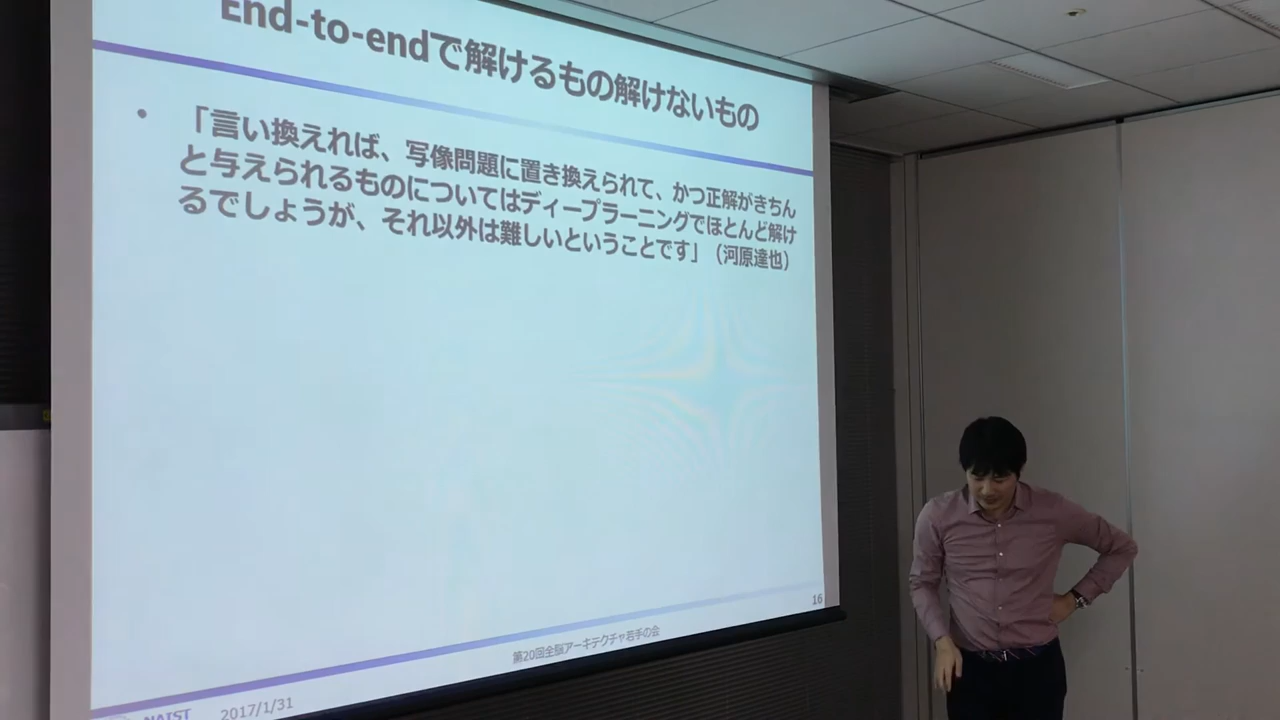 End-to-endで解けるもの解けないもの
• 「言い換えれば、写像問題に置き換えられて、かつ正解がきちん
と与えられるものについてはディープラーニングでほとんど解け
るでしょうが、それ以外は難しいということです」（河原達也）
16
第20回全脳アーキテクチャ若手の会
NAIST 2017/1/31